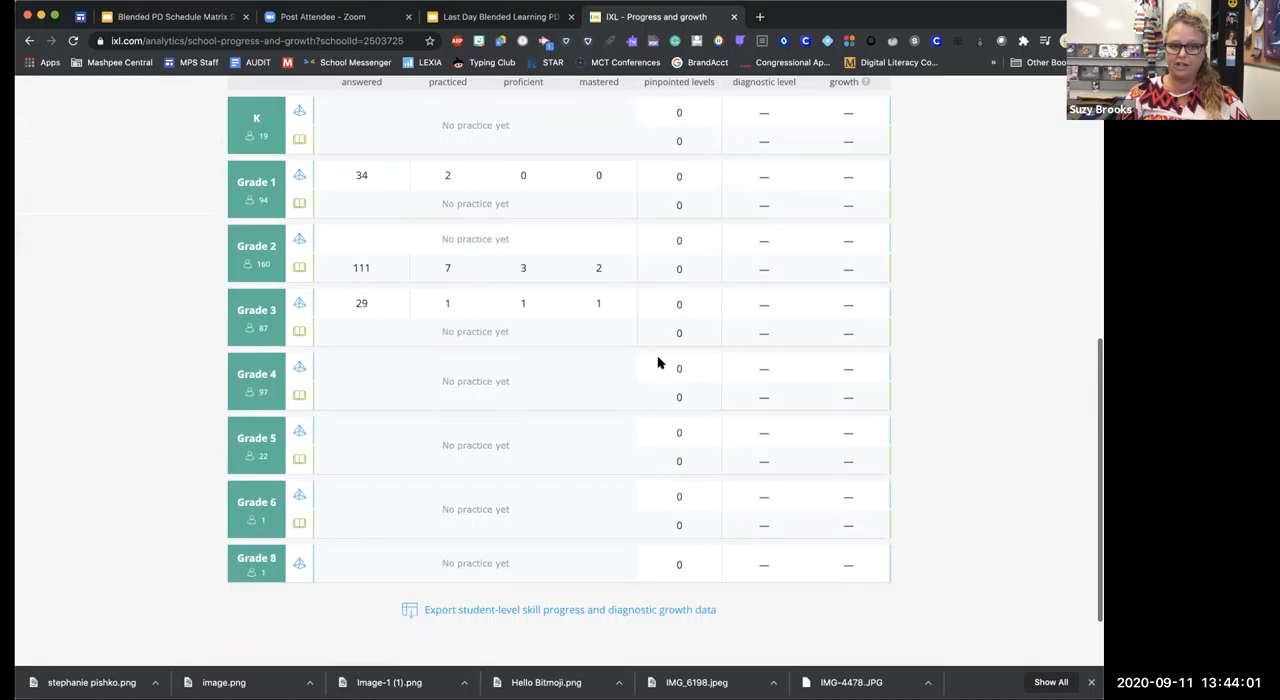 Blended PD Schedule Matrix S
Post Attendee - Zoom
Last Day Blended Learning PD
IXL - Progress and growth
ixl.com/analytics/school-progress-and-growth?schoolId=2503725
Apps
Mashpee Central
MPS Staff
AUDIT
School Messenger
LEXIA
Typing Club
STAR
MCT Conferences
BrandAcct
Congressional Ap...
Digital Literacy Co...
»
Other Boo
Suzy Brooks
answered practiced proficient mastered pinpointed levels diagnostic level growth
K
19
No practice yet
0 — —
0 — —
Grade 1
94
34 2 0 0 0 — —
No practice yet 0 — —
Grade 2
160
No practice yet 0 — —
111 7 3 2 0 — —
Grade 3
87
29 1 1 1 0 — —
No practice yet 0 — —
Grade 4
97
No practice yet
0 — —
0 — —
Grade 5
22
No practice yet
0 — —
0 — —
Grade 6
1
No practice yet
0 — —
0 — —
Grade 8
1
No practice yet 0 — —
Export student-level skill progress and diagnostic growth data
stephanie pishko.png
image.png
Image-1 (1).png
Hello Bitmoji.png
IMG_6198.jpeg
IMG-4478.JPG
Show All
2020-09-11 13:44:01